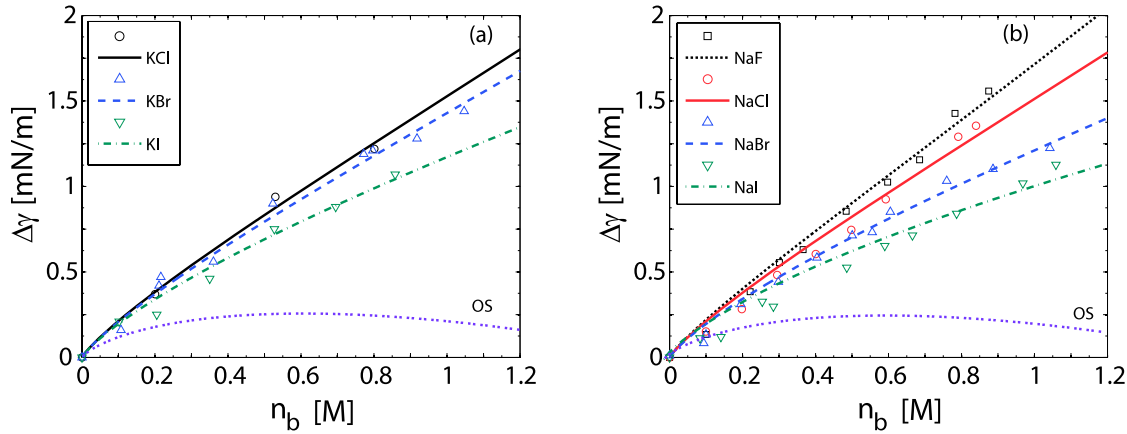 (a)
2
1.5
1
0.5
0
Δγ [mN/m]
KCl
KBr
KI
OS
0 0.2 0.4 0.6 0.8 1 1.2
n_b [M]
(b)
2
1.5
1
0.5
0
Δγ [mN/m]
NaF
NaCl
NaBr
NaI
OS
0 0.2 0.4 0.6 0.8 1 1.2
n_b [M]